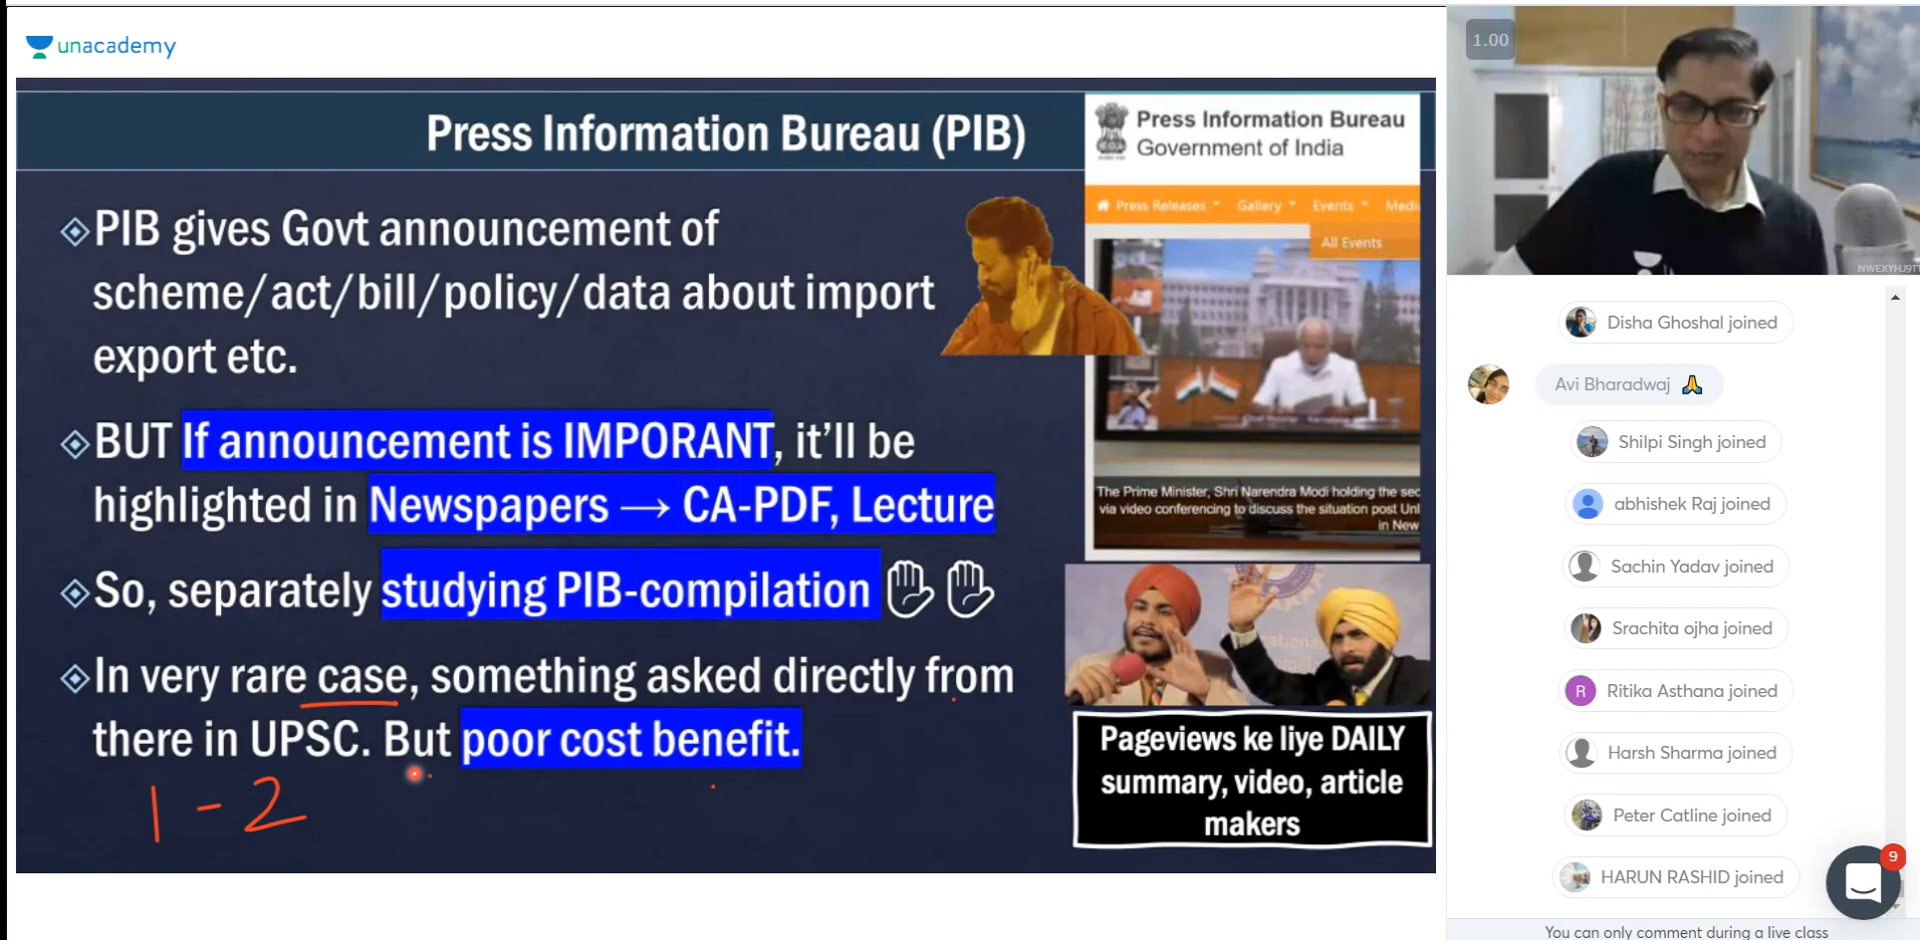 unacademy
Press Information Bureau (PIB)
PIB gives Govt announcement of
scheme/act/bill/policy/data about import
export etc.
BUT If announcement is IMPORANT, it'll be
highlighted in Newspapers → CA-PDF, Lecture
So, separately studying PIB-compilation
In very rare case, something asked directly from
there in UPSC. But poor cost benefit.
1 - 2
Press Information Bureau
Government of India
Press Releases Gallery Events Medi
All Events
The Prime Minister, Shri Narendra Modi holding the sec
via video conferencing to discuss the situation post Unl
in New
Pageviews ke liye DAILY
summary, video, article
makers
1.00
Disha Ghoshal joined
Avi Bharadwaj 🙏
Shilpi Singh joined
abhishek Raj joined
Sachin Yadav joined
Srachita ojha joined
R Ritika Asthana joined
Harsh Sharma joined
Peter Catline joined
HARUN RASHID joined
9
You can only comment during a live class